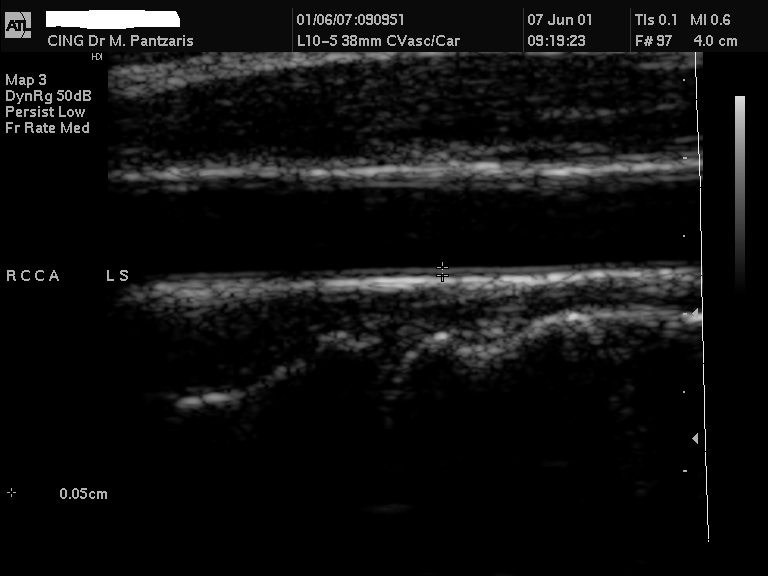 ATL
CING Dr M. Pantzaris
01/06/07:090951
L10-5 38mm CVasc/Car
07 Jun 01
09:19:23
TIs 0.1 MI 0.6
F# 97 4.0 cm
HDI
Map 3
DynRg 50dB
Persist Low
Fr Rate Med
RCCA LS
0.05cm